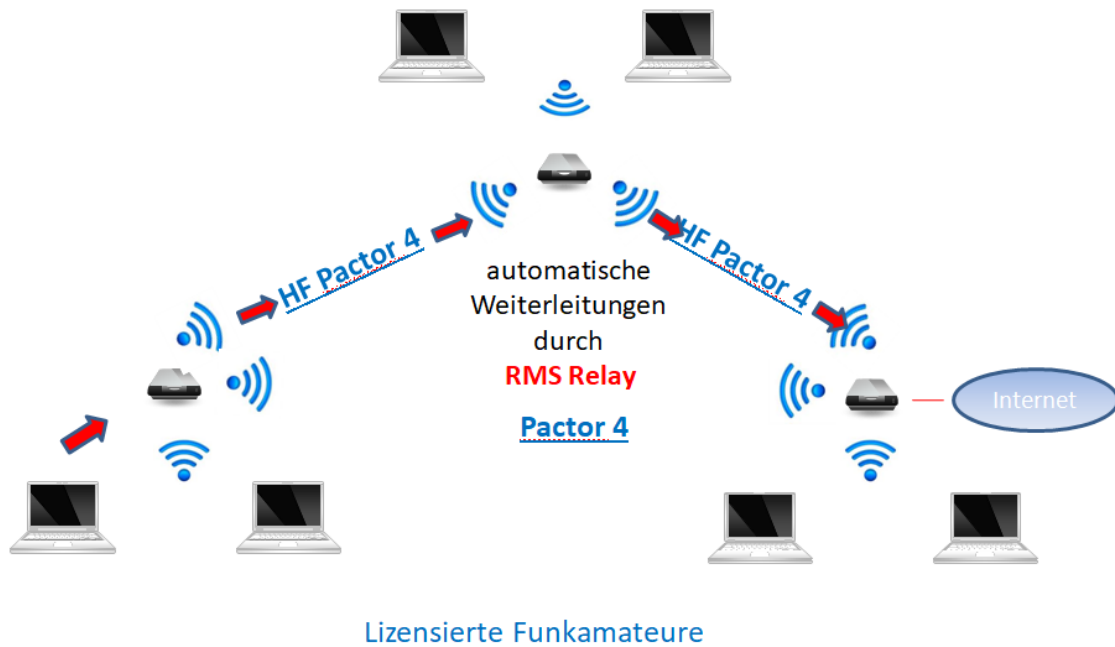 HF Pactor 4
HF Pactor 4
automatische
Weiterleitungen
durch
RMS Relay
Pactor 4
Internet
Lizensierte Funkamateure